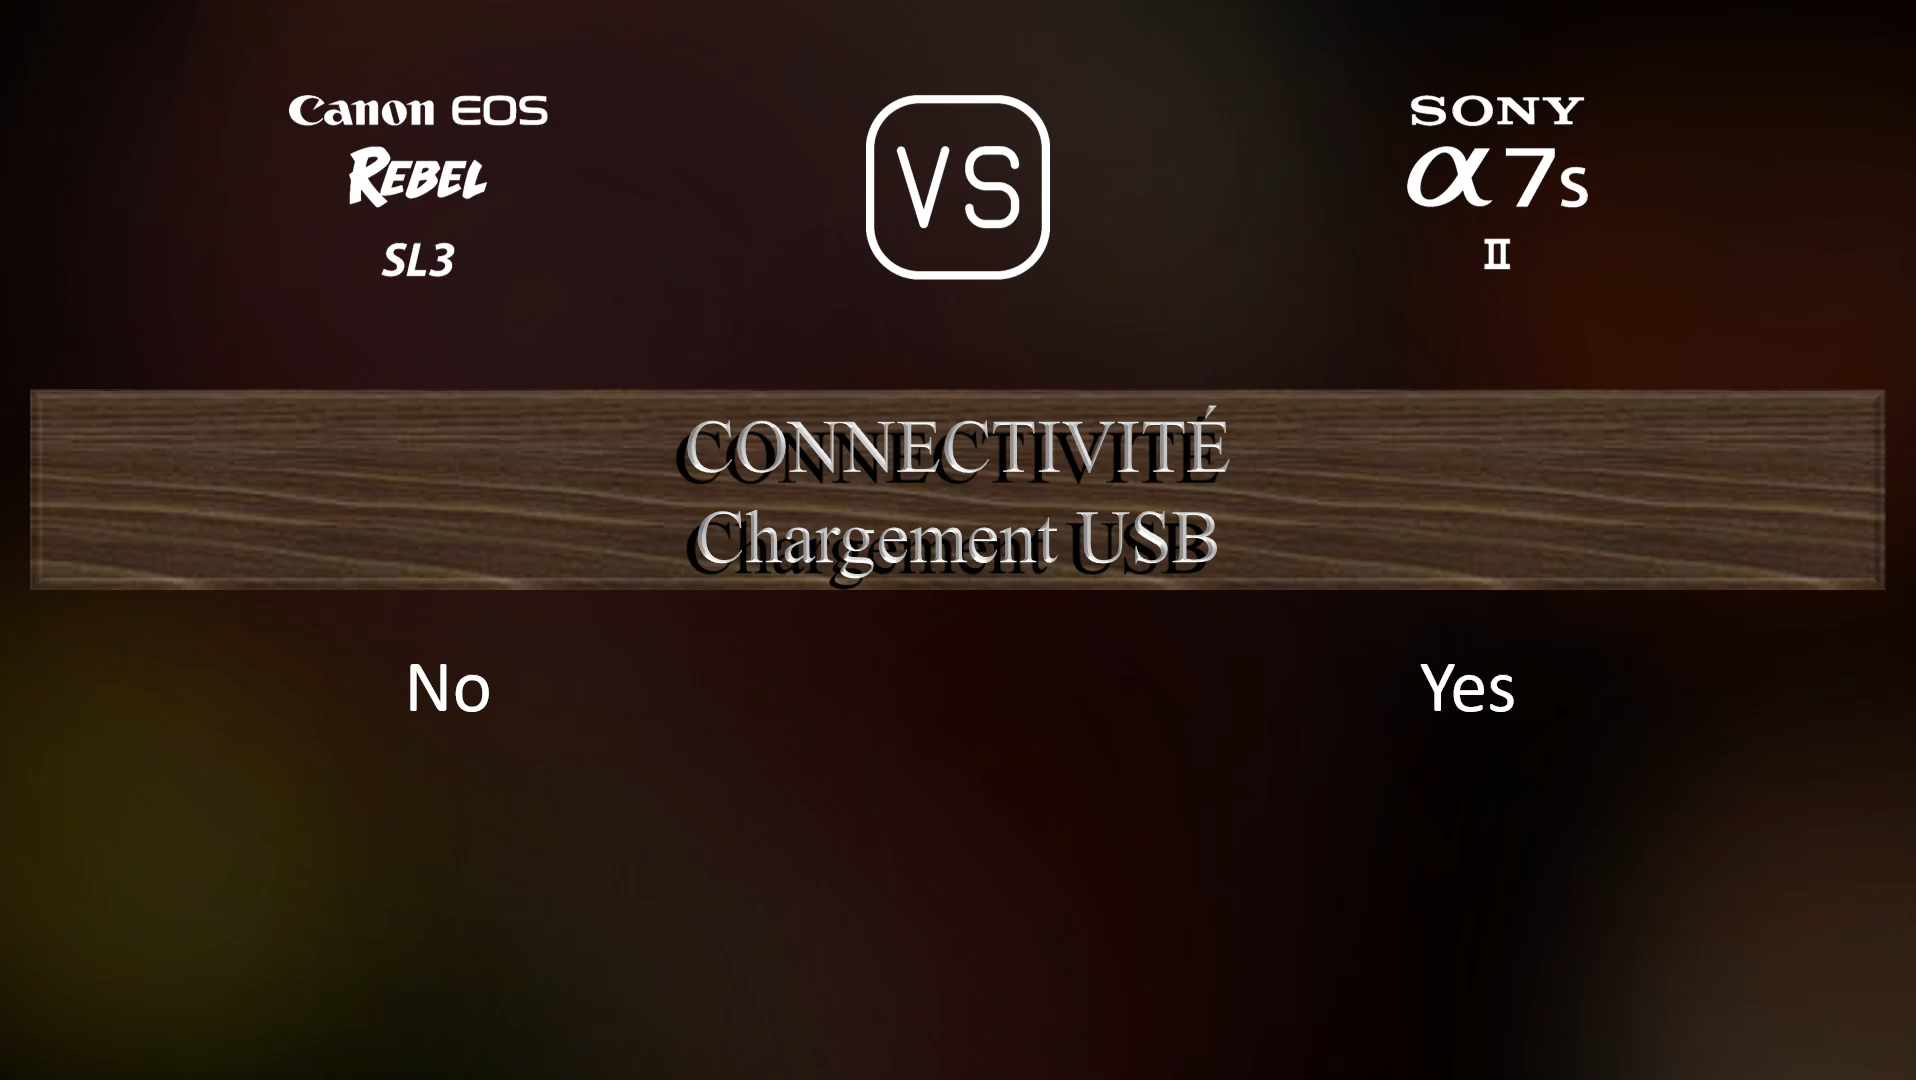 Canon EOS
REBEL
SL3
VS
SONY
α7s
II
CONNECTIVITÉ
Chargement USB
No
Yes